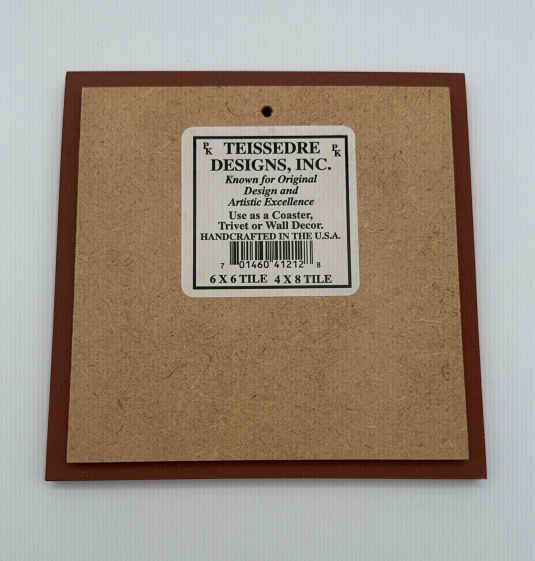 PK TEISSEDRE PK
DESIGNS, INC.
Known for Original
Design and
Artistic Excellence
Use as a Coaster,
Trivet or Wall Decor.
HANDCRAFTED IN THE U.S.A.
7 01460 41212 8
6 X 6 TILE 4 X 8 TILE